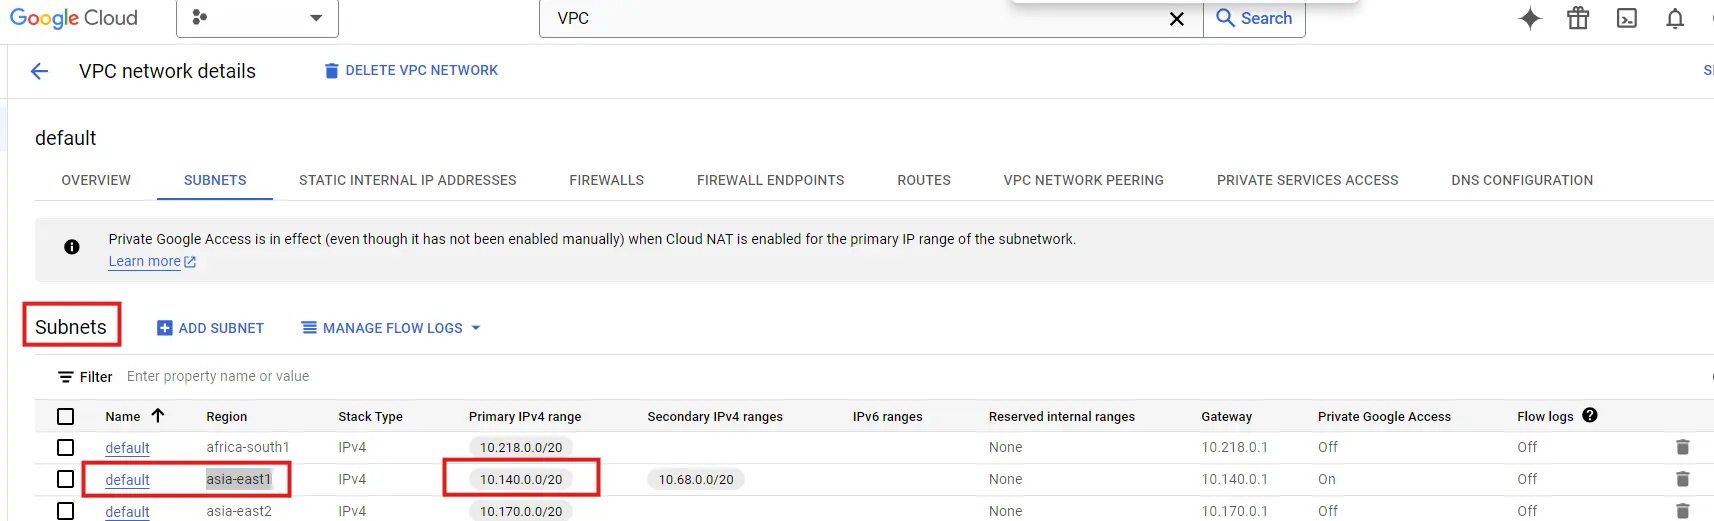 Google Cloud VPC Search
VPC network details DELETE VPC NETWORK
default
OVERVIEW SUBNETS STATIC INTERNAL IP ADDRESSES FIREWALLS FIREWALL ENDPOINTS ROUTES VPC NETWORK PEERING PRIVATE SERVICES ACCESS DNS CONFIGURATION
Private Google Access is in effect (even though it has not been enabled manually) when Cloud NAT is enabled for the primary IP range of the subnetwork.
Learn more
Subnets ADD SUBNET MANAGE FLOW LOGS
Filter Enter property name or value
Name Region Stack Type Primary IPv4 range Secondary IPv4 ranges IPv6 ranges Reserved internal ranges Gateway Private Google Access Flow logs
default africa-south1 IPv4 10.218.0.0/20 None 10.218.0.1 Off Off
default asia-east1 IPv4 10.140.0.0/20 10.68.0.0/20 None 10.140.0.1 On Off
default asia-east2 IPv4 10.170.0.0/20 None 10.170.0.1 Off Off